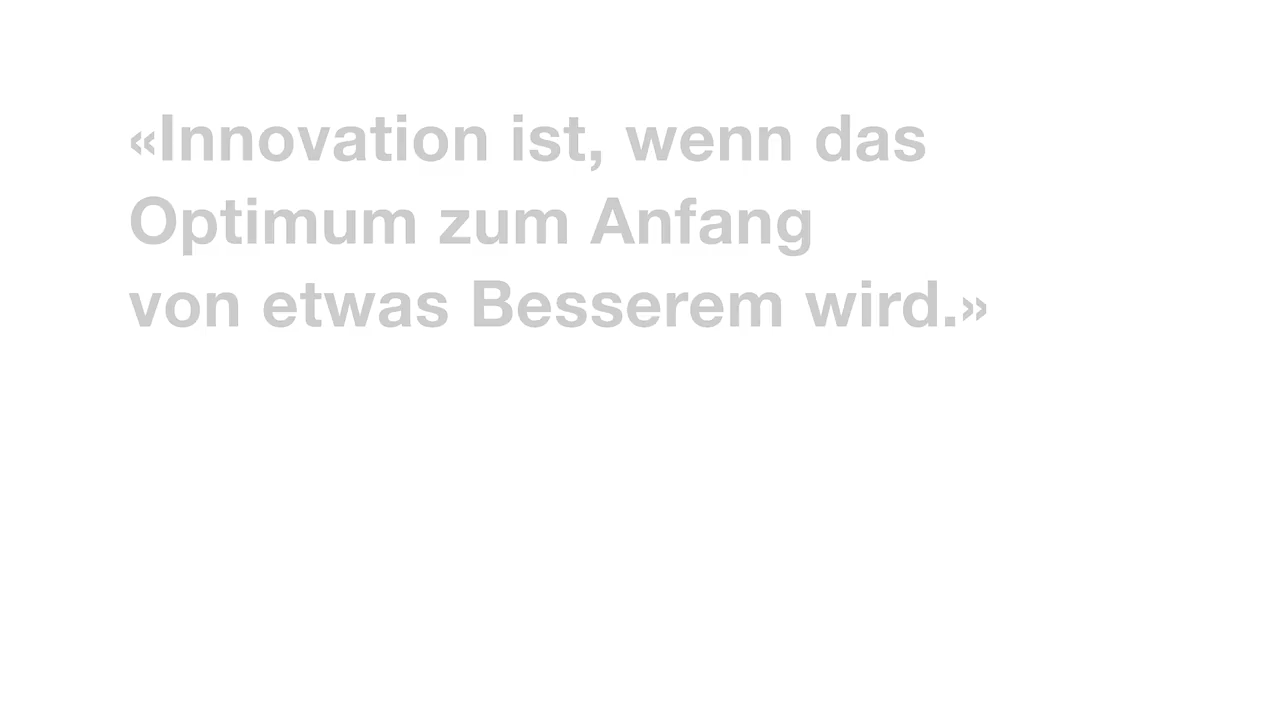 «Innovation ist, wenn das
Optimum zum Anfang
von etwas Besserem wird.»